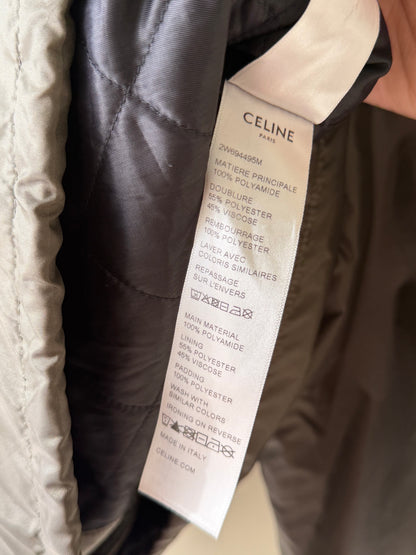 CELINE
PARIS
2W694495M
MATIÈRE PRINCIPALE
100% POLYAMIDE
DOUBLURE
55% POLYESTER
45% VISCOSE
REMBOURRAGE
100% POLYESTER
LAVER AVEC
COLORIS SIMILAIRES
REPASSAGE
SUR L'ENVERS
MAIN MATERIAL
100% POLYAMIDE
LINING
55% POLYESTER
45% VISCOSE
PADDING
100% POLYESTER
WASH WITH
SIMILAR COLORS
IRONING ON REVERSE
MADE IN ITALY
CELINE.COM